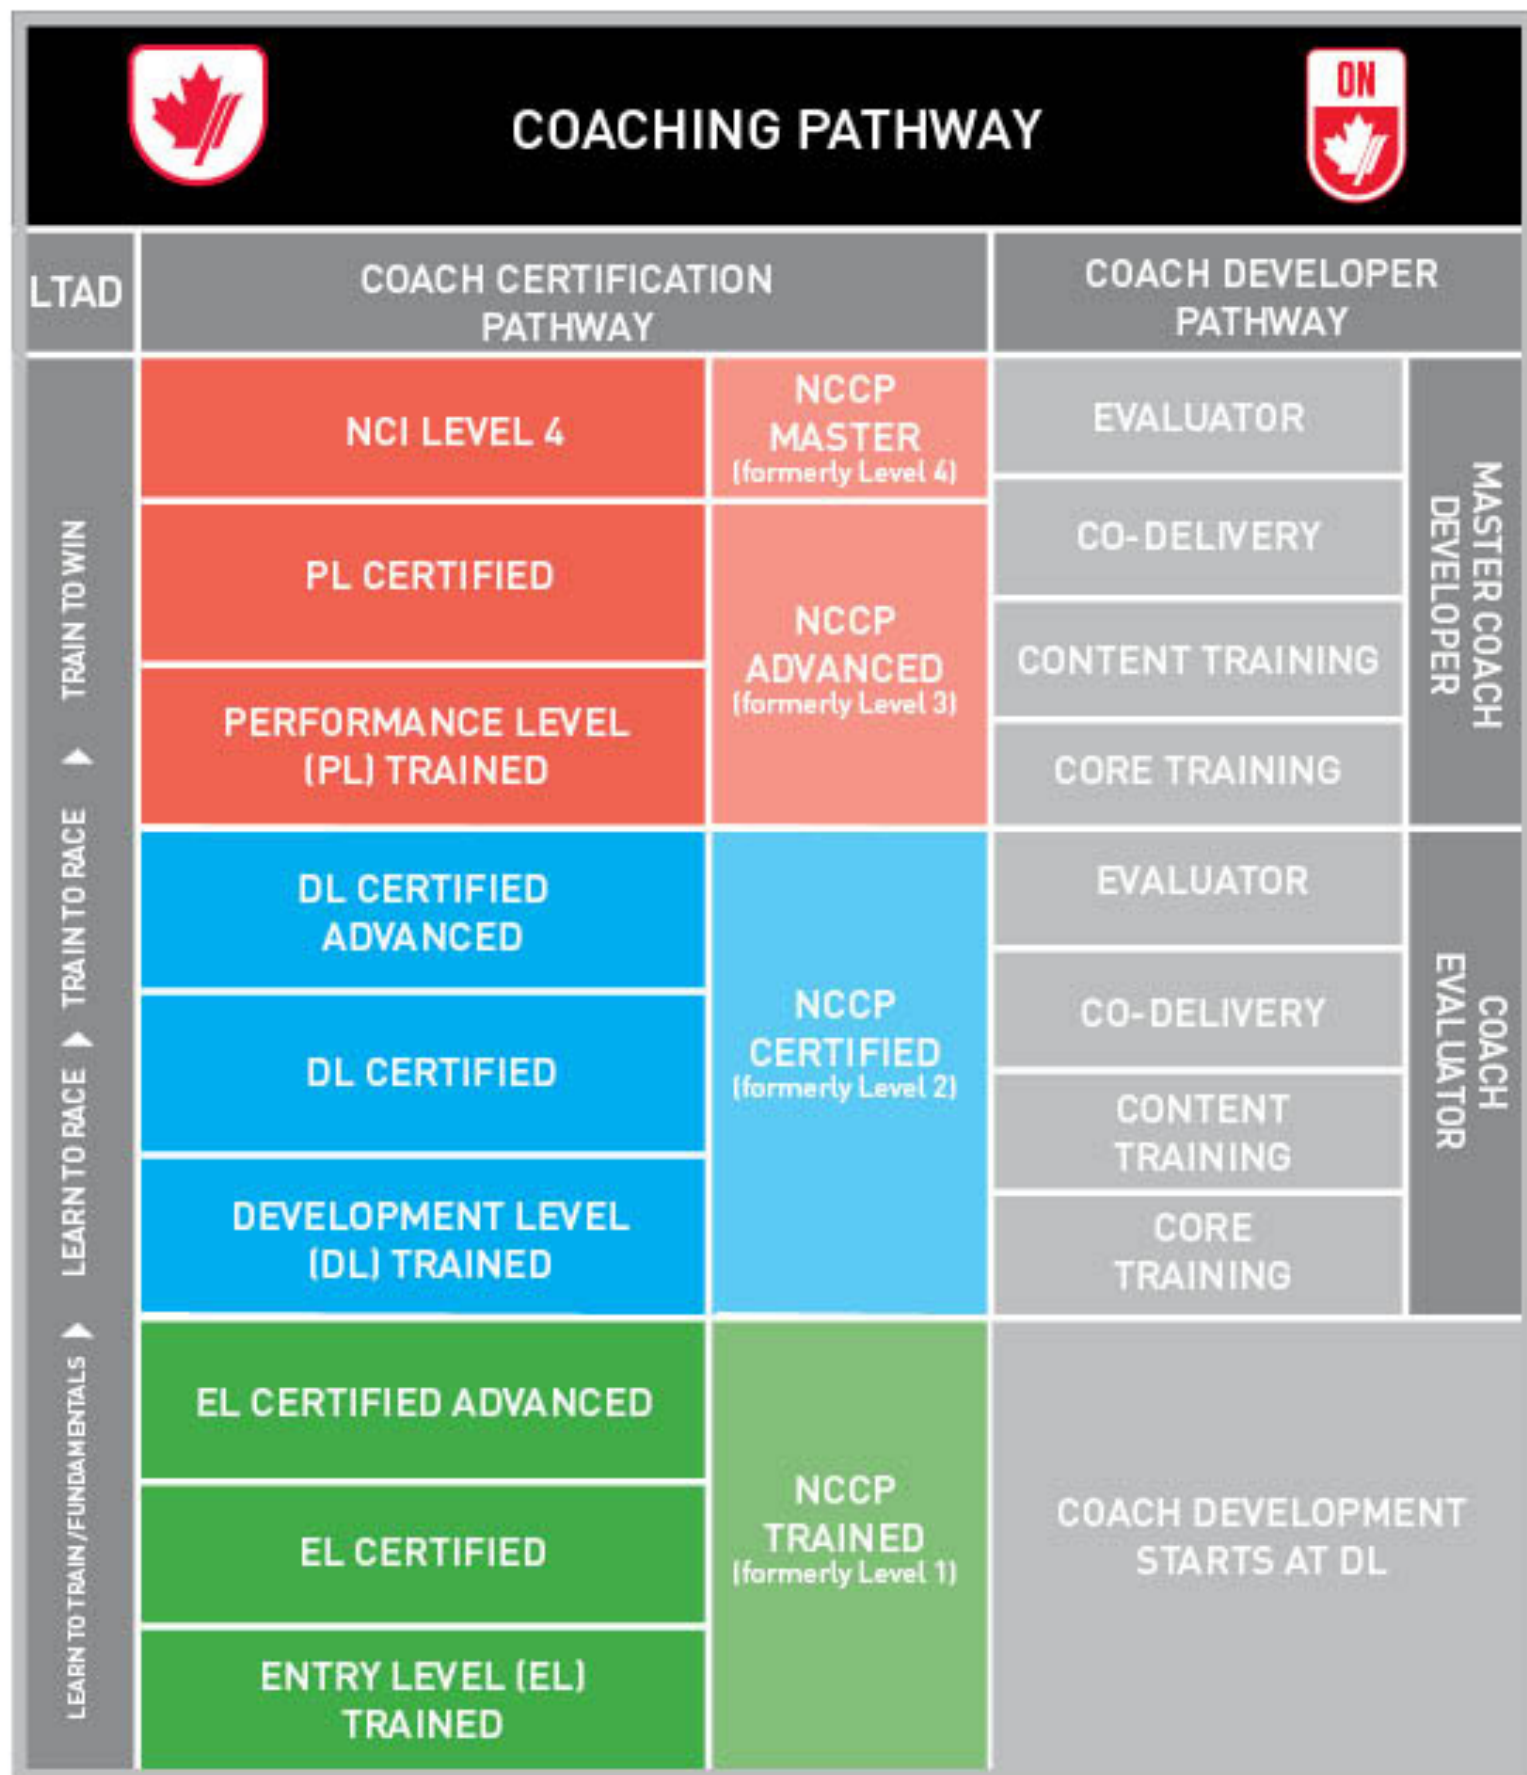 ON
COACHING PATHWAY
LTAD
COACH CERTIFICATION
PATHWAY
COACH DEVELOPER
PATHWAY
NCI LEVEL 4
NCCP
MASTER
(formerly Level 4)
PL CERTIFIED
PERFORMANCE LEVEL
(PL) TRAINED
NCCP
ADVANCED
(formerly Level 3)
EVALUATOR
CO-DELIVERY
CONTENT TRAINING
CORE TRAINING
MASTER COACH
DEVELOPER
DL CERTIFIED
ADVANCED
DL CERTIFIED
DEVELOPMENT LEVEL
(DL) TRAINED
NCCP
CERTIFIED
(formerly Level 2)
EVALUATOR
CO-DELIVERY
CONTENT
TRAINING
CORE
TRAINING
COACH
EVALUATOR
EL CERTIFIED ADVANCED
EL CERTIFIED
ENTRY LEVEL (EL)
TRAINED
NCCP
TRAINED
(formerly Level 1)
COACH DEVELOPMENT
STARTS AT DL
LEARN TO TRAIN/FUNDAMENTALS ▶ LEARN TO RACE ▶ TRAIN TO RACE ▶ TRAIN TO WIN